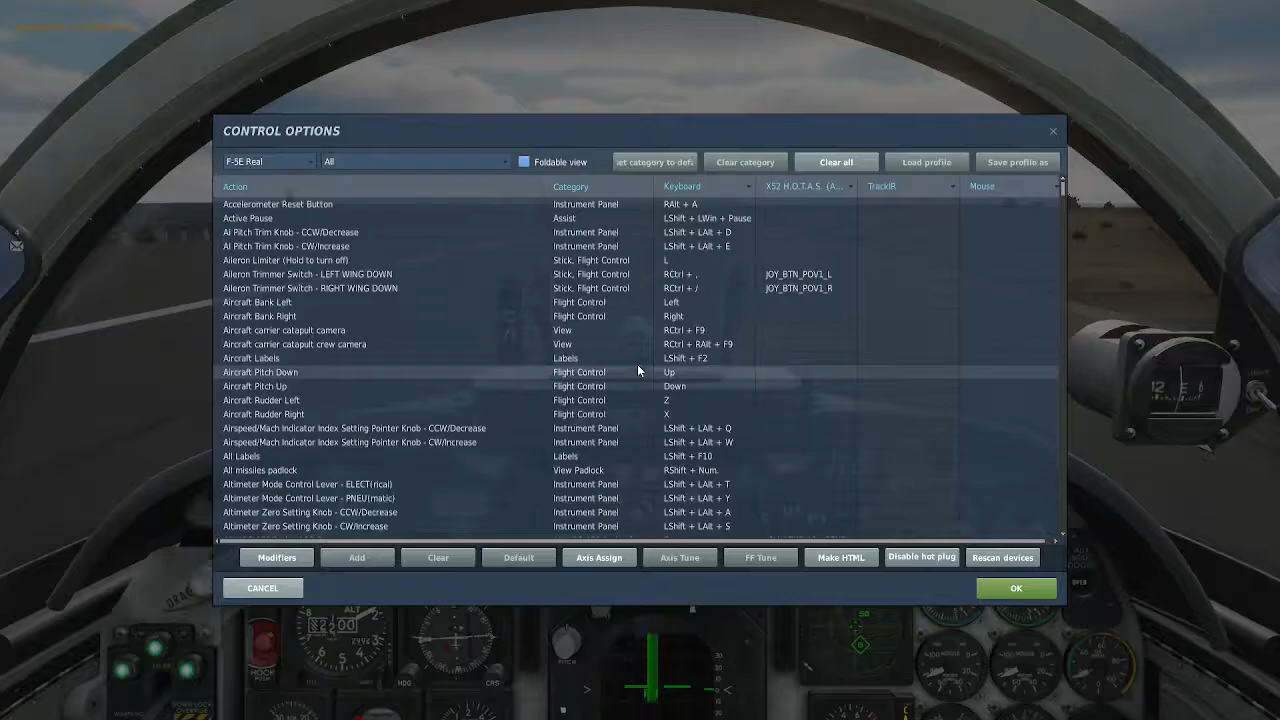 CONTROL OPTIONS
F-5E Real All Foldable view et category to defa Clear category Clear all Load profile Save profile as
Action Category Keyboard X52 H.O.T.A.S. (A... TrackIR Mouse
Accelerometer Reset Button Instrument Panel RAlt + A
Active Pause Assist LShift + LWin + Pause
AI Pitch Trim Knob - CCW/Decrease Instrument Panel LShift + LAlt + D
AI Pitch Trim Knob - CW/Increase Instrument Panel LShift + LAlt + E
Aileron Limiter (Hold to turn off) Stick, Flight Control L
Aileron Trimmer Switch - LEFT WING DOWN Stick, Flight Control RCtrl + , JOY_BTN_POV1_L
Aileron Trimmer Switch - RIGHT WING DOWN Stick, Flight Control RCtrl + / JOY_BTN_POV1_R
Aircraft Bank Left Flight Control Left
Aircraft Bank Right Flight Control Right
Aircraft carrier catapult camera View RCtrl + F9
Aircraft carrier catapult crew camera View RCtrl + RAlt + F9
Aircraft Labels Labels LShift + F2
Aircraft Pitch Down Flight Control Up
Aircraft Pitch Up Flight Control Down
Aircraft Rudder Left Flight Control Z
Aircraft Rudder Right Flight Control X
Airspeed/Mach Indicator Index Setting Pointer Knob - CCW/Decrease Instrument Panel LShift + LAlt + Q
Airspeed/Mach Indicator Index Setting Pointer Knob - CW/Increase Instrument Panel LShift + LAlt + W
All Labels Labels LShift + F10
All missiles padlock View Padlock RShift + Num.
Altimeter Mode Control Lever - ELECT(rical) Instrument Panel LShift + LAlt + T
Altimeter Mode Control Lever - PNEU(matic) Instrument Panel LShift + LAlt + Y
Altimeter Zero Setting Knob - CCW/Decrease Instrument Panel LShift + LAlt + A
Altimeter Zero Setting Knob - CW/Increase Instrument Panel LShift + LAlt + S
Modifiers Add Clear Default Axis Assign Axis Tune FF Tune Make HTML Disable hot plug Rescan devices
CANCEL OK
DRAG
ALT
HOOK
HDG CRS
PITCH